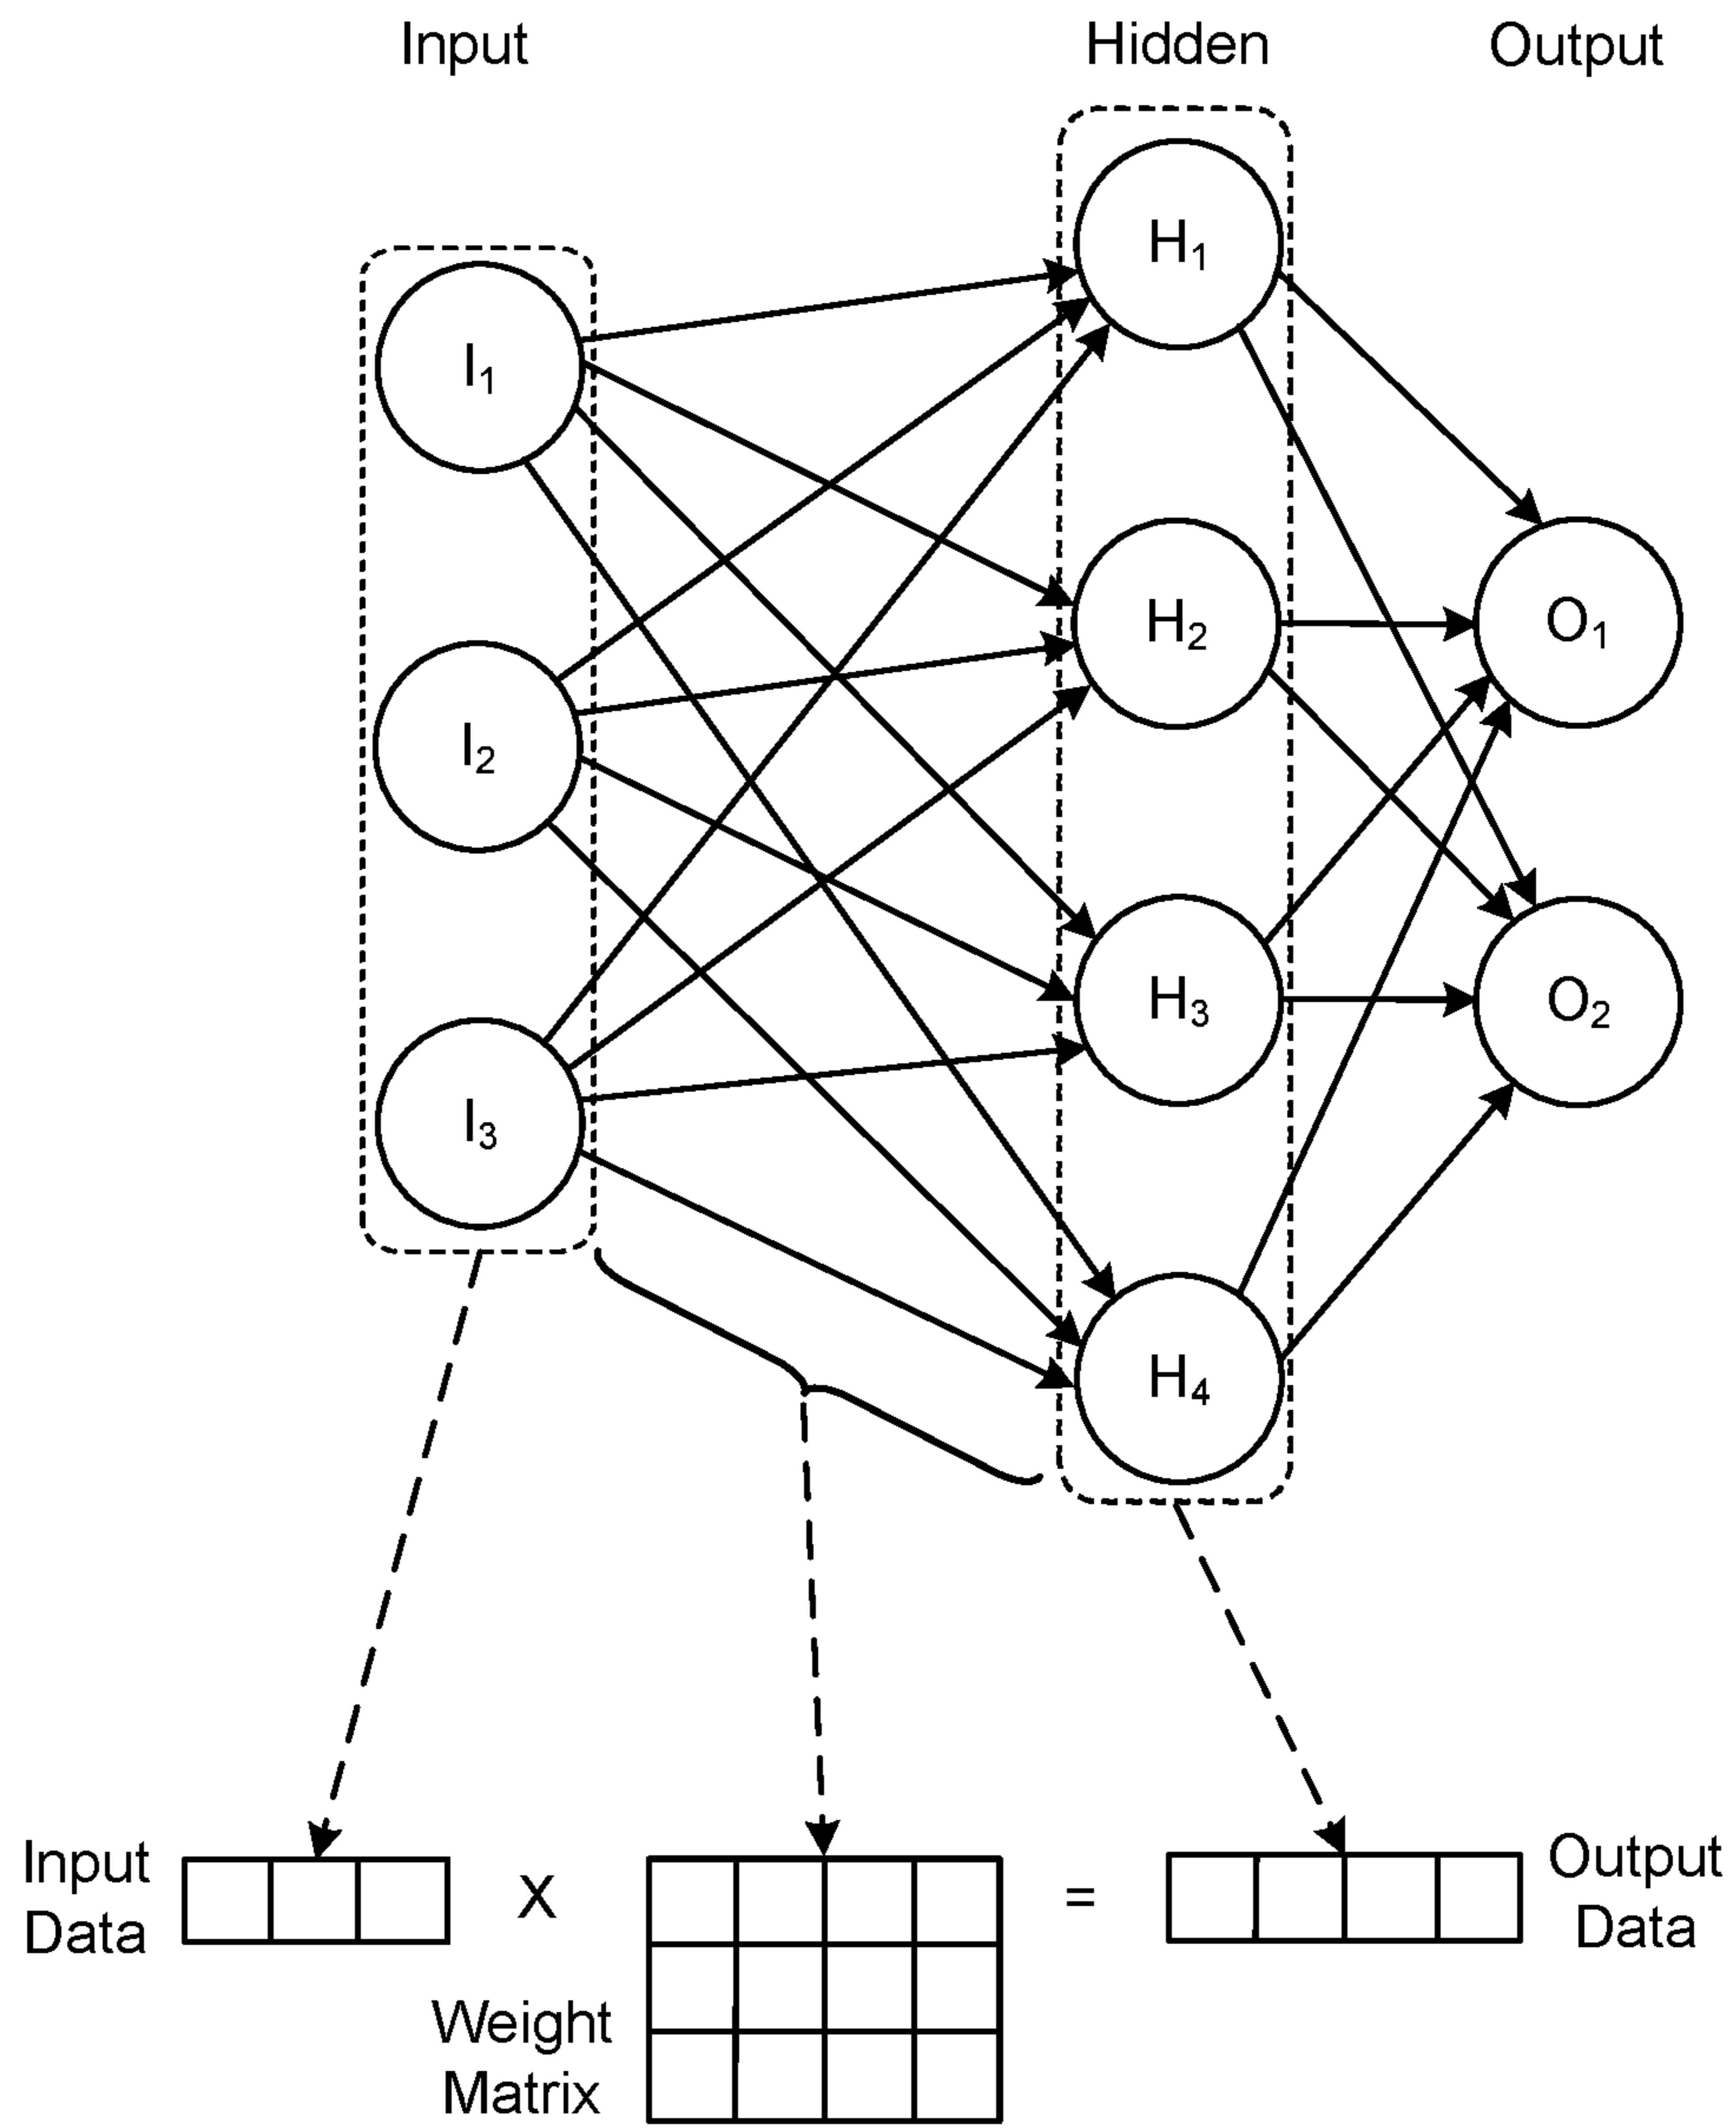 Input
Hidden
Output
H₁
I₁
H₂
O₁
I₂
H₃
O₂
I₃
H₄
Input
Data
X
=
Output
Data
Weight
Matrix